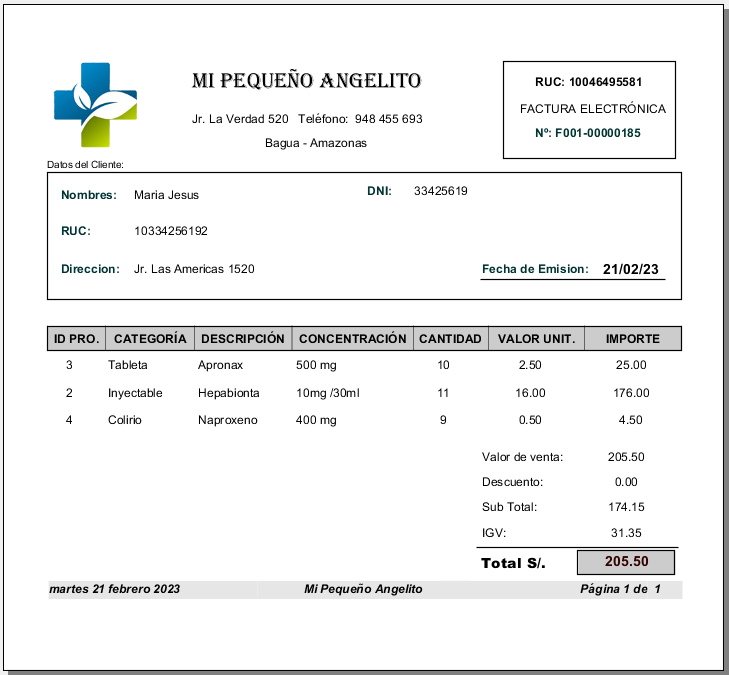 MI PEQUEÑO ANGELITO
Jr. La Verdad 520 Teléfono: 948 455 693
Bagua - Amazonas
RUC: 10046495581
FACTURA ELECTRÓNICA
Nº: F001-00000185
Datos del Cliente:
Nombres: Maria Jesus DNI: 33425619
RUC: 10334256192
Direccion: Jr. Las Americas 1520 Fecha de Emision: 21/02/23
ID PRO. CATEGORÍA DESCRIPCIÓN CONCENTRACIÓN CANTIDAD VALOR UNIT. IMPORTE
3 Tableta Apronax 500 mg 10 2.50 25.00
2 Inyectable Hepabionta 10mg /30ml 11 16.00 176.00
4 Colirio Naproxeno 400 mg 9 0.50 4.50
Valor de venta: 205.50
Descuento: 0.00
Sub Total: 174.15
IGV: 31.35
Total S/. 205.50
martes 21 febrero 2023 Mi Pequeño Angelito Página 1 de 1